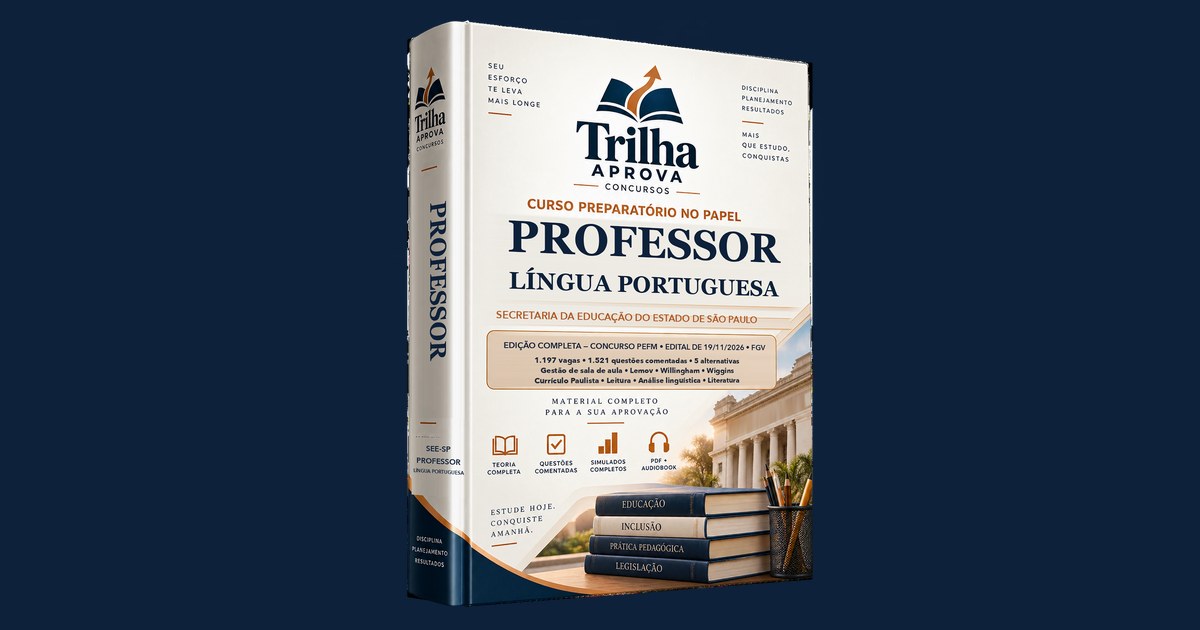 Trilha
APROVA
CONCURSOS
PROFESSOR
SEE-SP
PROFESSOR
LÍNGUA PORTUGUESA
DISCIPLINA
PLANEJAMENTO
RESULTADOS
SEU
ESFORÇO
TE LEVA
MAIS LONGE
Trilha
APROVA
CONCURSOS
DISCIPLINA
PLANEJAMENTO
RESULTADOS
MAIS
QUE ESTUDO,
CONQUISTAS
CURSO PREPARATÓRIO NO PAPEL
PROFESSOR
LÍNGUA PORTUGUESA
SECRETARIA DA EDUCAÇÃO DO ESTADO DE SÃO PAULO
EDIÇÃO COMPLETA – CONCURSO PEFM • EDITAL DE 19/11/2026 • FGV
1.197 vagas • 1.521 questões comentadas • 5 alternativas
Gestão de sala de aula • Lemov • Willingham • Wiggins
Currículo Paulista • Leitura • Análise linguística • Literatura
MATERIAL COMPLETO
PARA A SUA APROVAÇÃO
TEORIA
COMPLETA
QUESTÕES
COMENTADAS
SIMULADOS
COMPLETOS
PDF +
AUDIOBOOK
ESTUDE HOJE.
CONQUISTE
AMANHÃ.
EDUCAÇÃO
INCLUSÃO
PRÁTICA PEDAGÓGICA
LEGISLAÇÃO